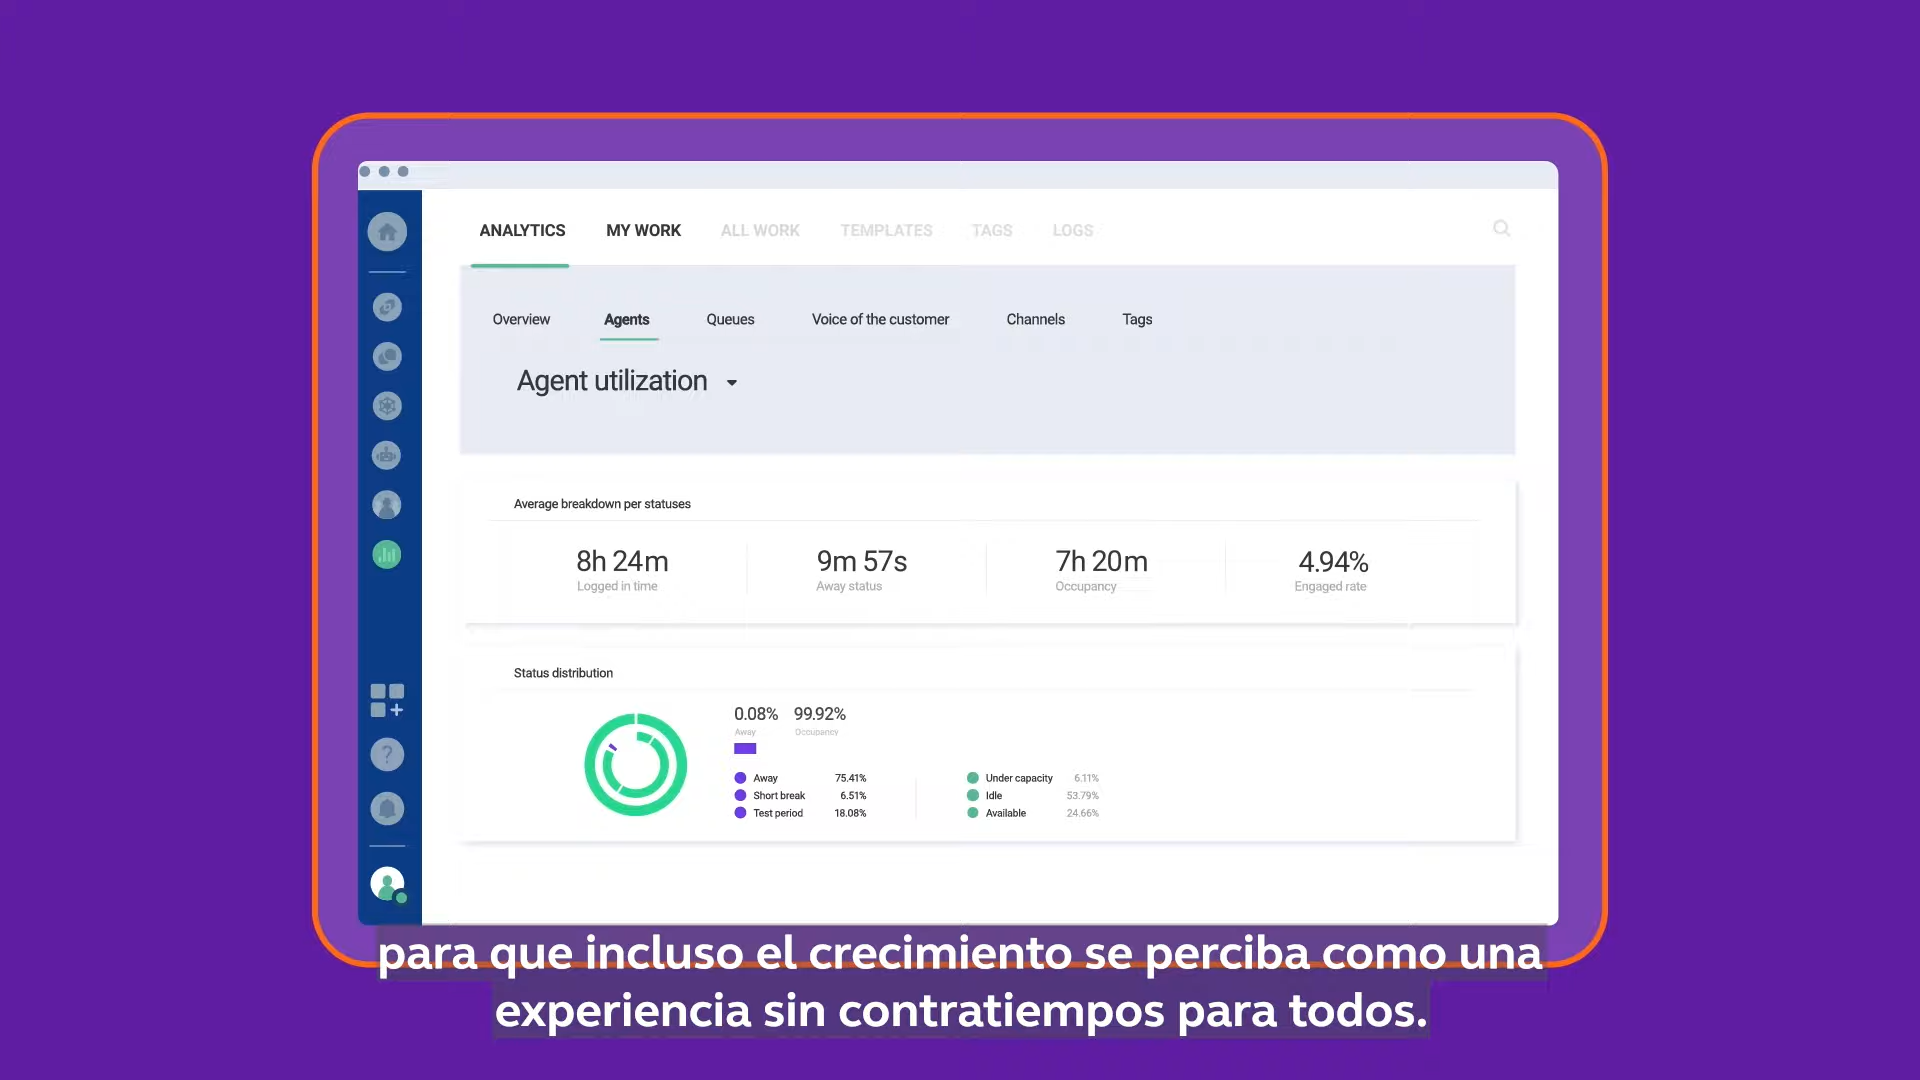 ANALYTICS MY WORK ALL WORK TEMPLATES TAGS LOGS
Overview Agents Queues Voice of the customer Channels Tags
Agent utilization
Average breakdown per statuses
8h 24m 9m 57s 7h 20m 4.94%
Logged in time Away status Occupancy Engaged rate
Status distribution
0.08% 99.92%
Away Occupancy
Away 75.41% Under capacity 6.11%
Short break 6.51% Idle 53.79%
Test period 18.08% Available 24.66%
para que incluso el crecimiento se perciba como una
experiencia sin contratiempos para todos.